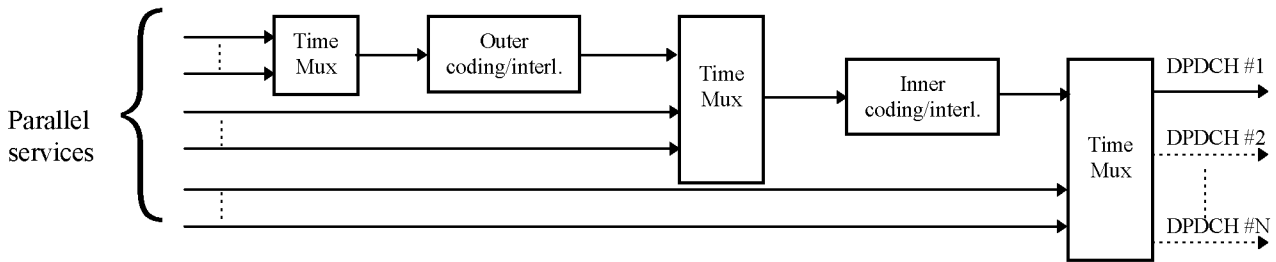 Parallel
services
Time
Mux
Outer
coding/interl.
Time
Mux
Inner
coding/interl.
Time
Mux
DPDCH #1
DPDCH #2
DPDCH #N